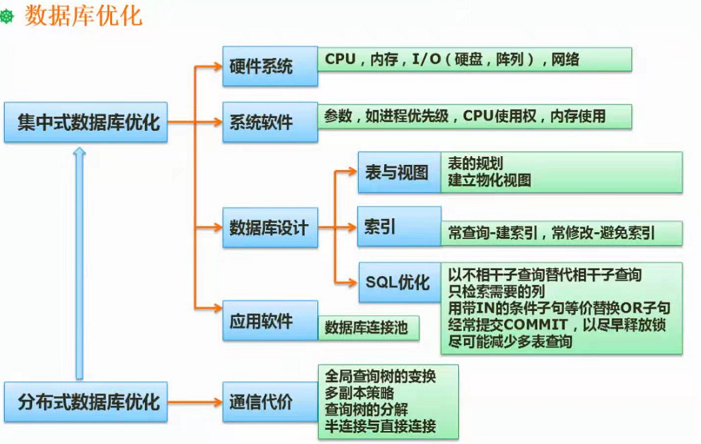 数据库优化
硬件系统
CPU，内存，I/O（硬盘，阵列），网络
集中式数据库优化
系统软件
参数，如进程优先级，CPU使用权，内存使用
表与视图
表的规划
建立物化视图
数据库设计
索引
常查询-建索引，常修改-避免索引
SQL优化
以不相干子查询替代相干子查询
只检索需要的列
用带IN的条件子句等价替换OR子句
经常提交COMMIT，以尽早释放锁
尽可能减少多表查询
应用软件
数据库连接池
分布式数据库优化
通信代价
全局查询树的变换
多副本策略
查询树的分解
半连接与直接连接